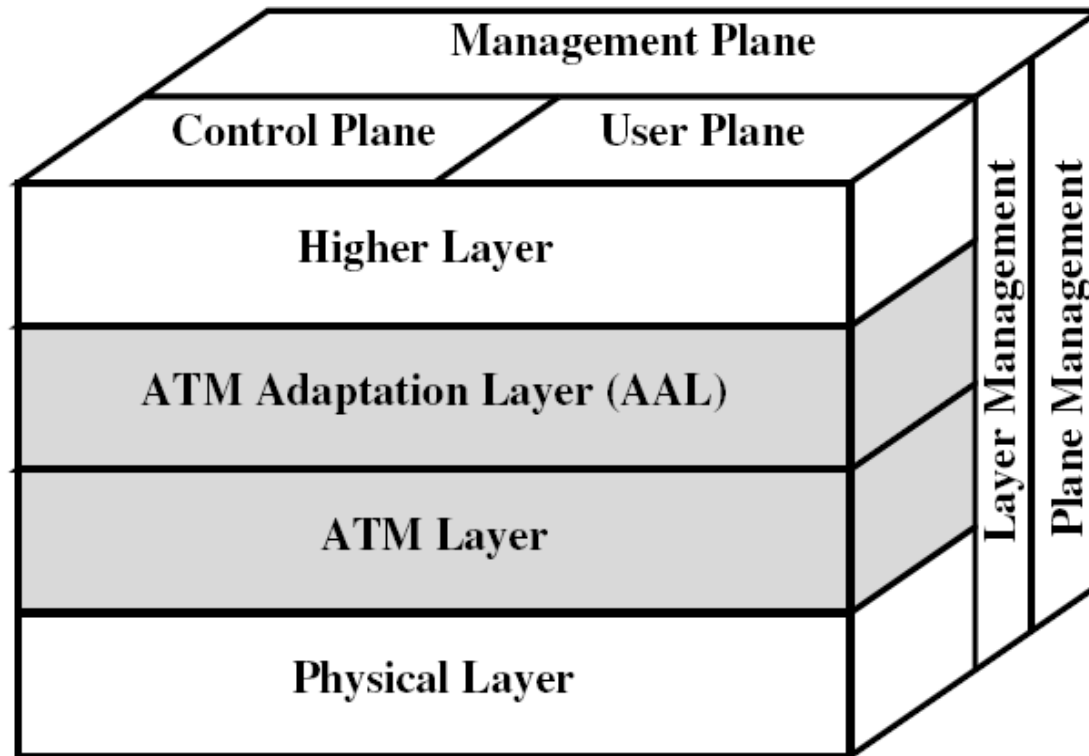 Management Plane
Control Plane
User Plane
Higher Layer
ATM Adaptation Layer (AAL)
ATM Layer
Physical Layer
Layer Management
Plane Management